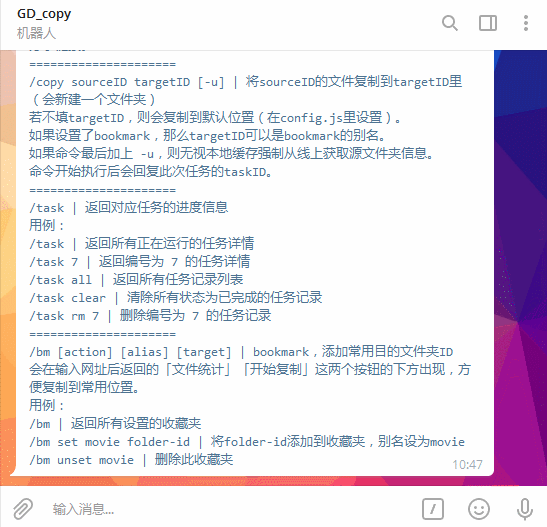 GD_copy
机器人
=====================
/copy sourceID targetID [-u] | 将sourceID的文件复制到targetID里
（会新建一个文件夹）
若不填targetID，则会复制到默认位置（在config.js里设置）。
如果设置了bookmark，那么targetID可以是bookmark的别名。
如果命令最后加上 -u，则无视本地缓存强制从线上获取源文件夹信息。
命令开始执行后会回复此次任务的taskID。
=====================
/task | 返回对应任务的进度信息
用例：
/task | 返回所有正在运行的任务详情
/task 7 | 返回编号为 7 的任务详情
/task all | 返回所有任务记录列表
/task clear | 清除所有状态为已完成的任务记录
/task rm 7 | 删除编号为 7 的任务记录
=====================
/bm [action] [alias] [target] | bookmark，添加常用目的文件夹ID
会在输入网址后返回的「文件统计」「开始复制」这两个按钮的下方出现，方
便复制到常用位置。
用例：
/bm | 返回所有设置的收藏夹
/bm set movie folder-id | 将folder-id添加到收藏夹，别名设为movie
/bm unset movie | 删除此收藏夹
10:47
输入消息...